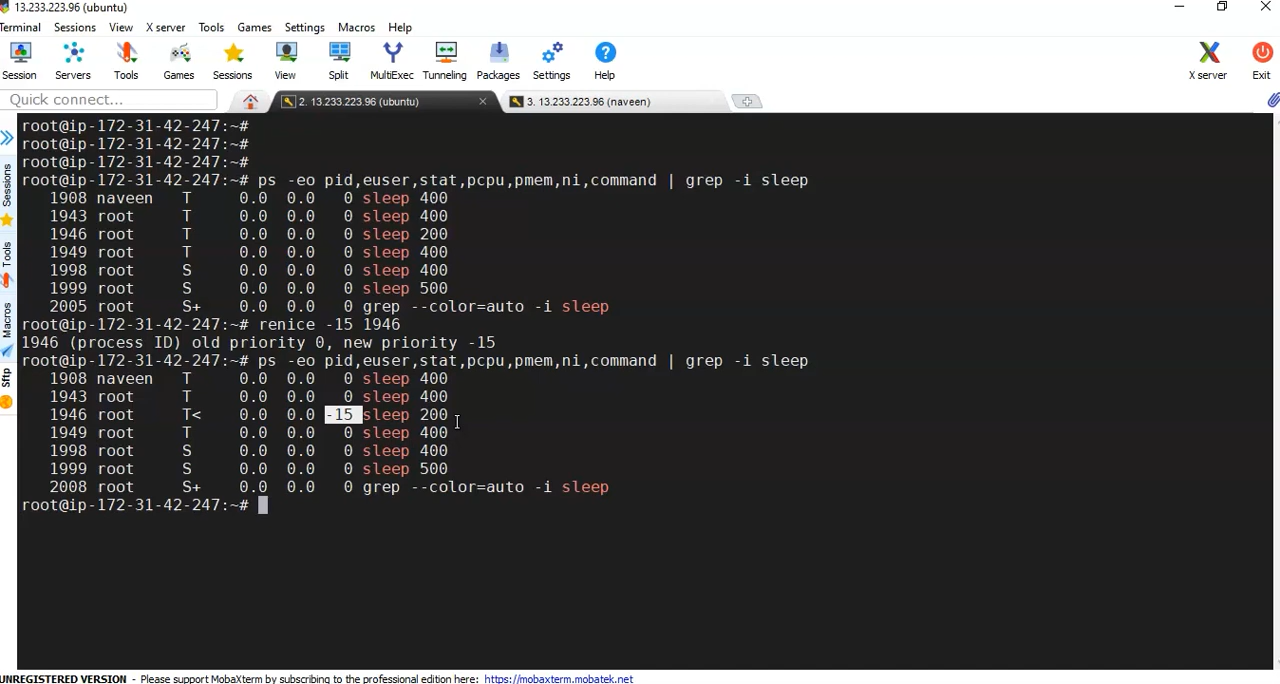 13.233.223.96 (ubuntu)
Terminal Sessions View X server Tools Games Settings Macros Help
Session Servers Tools Games Sessions View Split MultiExec Tunneling Packages Settings Help X server Exit
Quick connect... 2. 13.233.223.96 (ubuntu) 3. 13.233.223.96 (naveen)
Sessions
Tools
Macros
Sftp
root@ip-172-31-42-247:~#
root@ip-172-31-42-247:~#
root@ip-172-31-42-247:~#
root@ip-172-31-42-247:~# ps -eo pid,euser,stat,pcpu,pmem,ni,command | grep -i sleep
1908 naveen T 0.0 0.0 0 sleep 400
1943 root T 0.0 0.0 0 sleep 400
1946 root T 0.0 0.0 0 sleep 200
1949 root T 0.0 0.0 0 sleep 400
1998 root S 0.0 0.0 0 sleep 400
1999 root S 0.0 0.0 0 sleep 500
2005 root S+ 0.0 0.0 0 grep --color=auto -i sleep
root@ip-172-31-42-247:~# renice -15 1946
1946 (process ID) old priority 0, new priority -15
root@ip-172-31-42-247:~# ps -eo pid,euser,stat,pcpu,pmem,ni,command | grep -i sleep
1908 naveen T 0.0 0.0 0 sleep 400
1943 root T 0.0 0.0 0 sleep 400
1946 root T< 0.0 0.0 -15 sleep 200
1949 root T 0.0 0.0 0 sleep 400
1998 root S 0.0 0.0 0 sleep 400
1999 root S 0.0 0.0 0 sleep 500
2008 root S+ 0.0 0.0 0 grep --color=auto -i sleep
root@ip-172-31-42-247:~#
UNREGISTERED VERSION - Please support MobaXterm by subscribing to the professional edition here: https://mobaxterm.mobatek.net